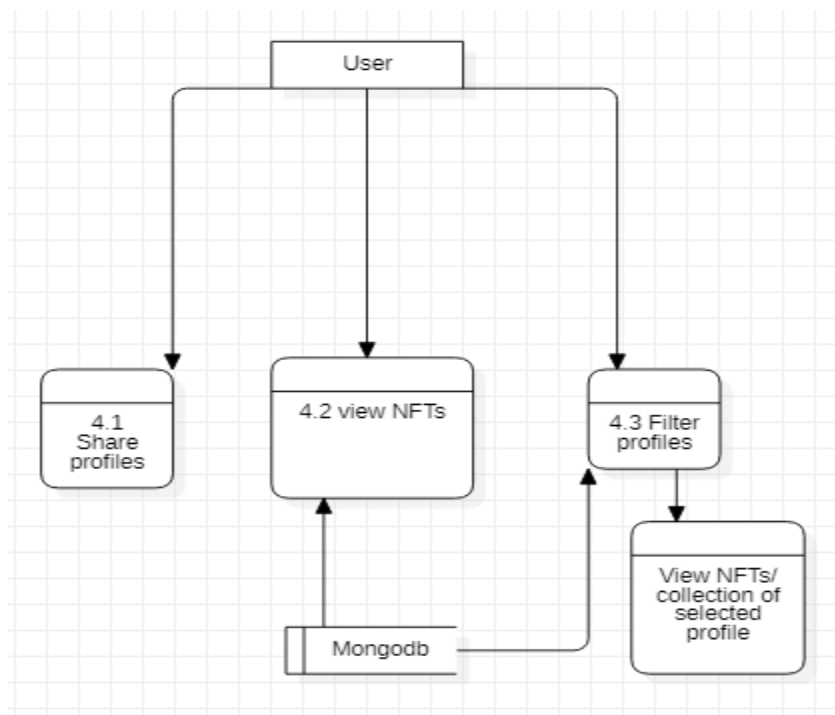 User
4.1
Share
profiles
4.2 view NFTs
4.3 Filter
profiles
View NFTs/
collection of
selected
profile
Mongodb